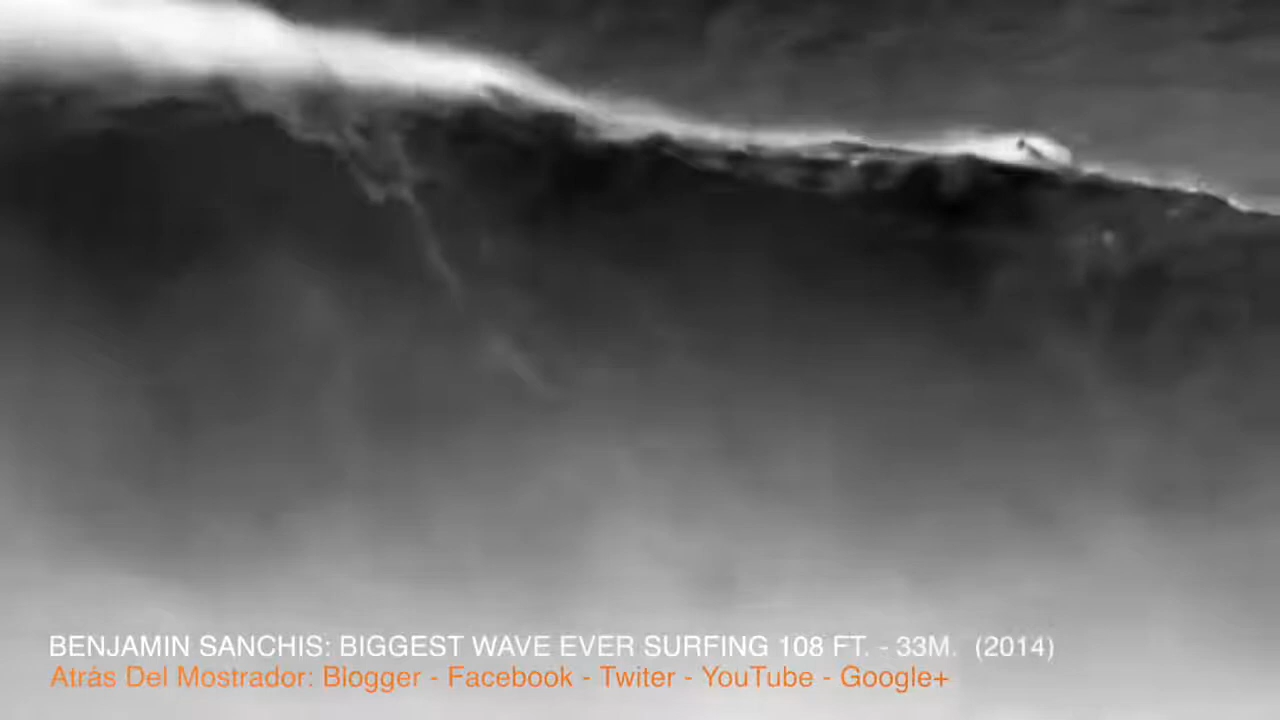 BENJAMIN SANCHIS: BIGGEST WAVE EVER SURFING 108 FT. - 33M. (2014)
Atrás Del Mostrador: Blogger - Facebook - Twiter - YouTube - Google+